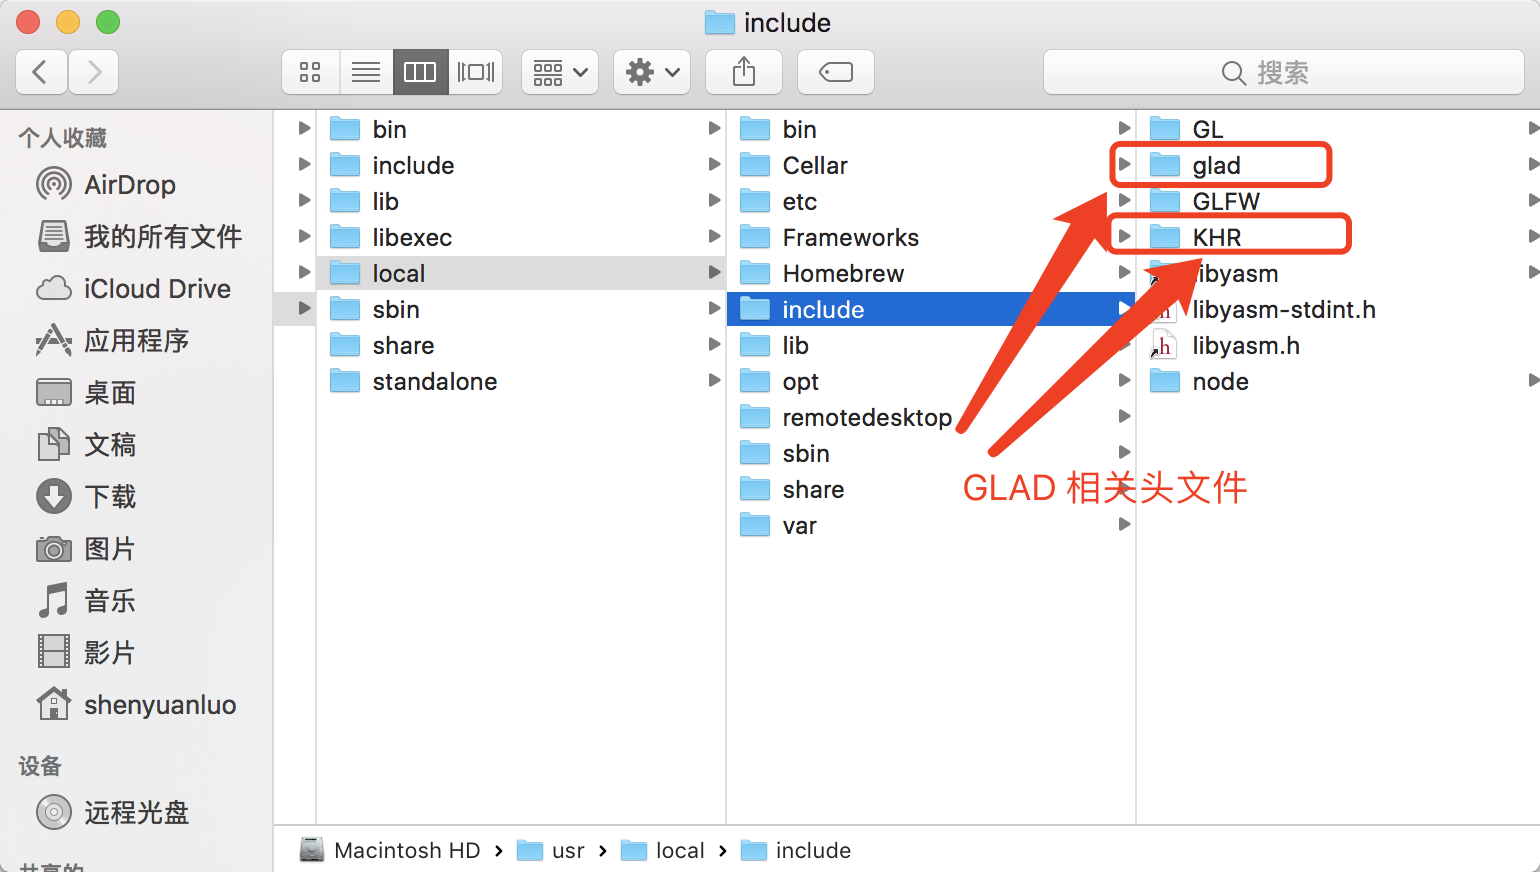 include
搜索
个人收藏
AirDrop
我的所有文件
iCloud Drive
应用程序
桌面
文稿
下载
图片
音乐
影片
shenyuanluo
设备
远程光盘
共享的
bin
include
lib
libexec
local
sbin
share
standalone
bin
Cellar
etc
Frameworks
Homebrew
include
lib
opt
remotedesktop
sbin
share
var
GL
glad
GLFW
KHR
libyasm
libyasm-stdint.h
libyasm.h
node
GLAD 相关头文件
Macintosh HD › usr › local › include